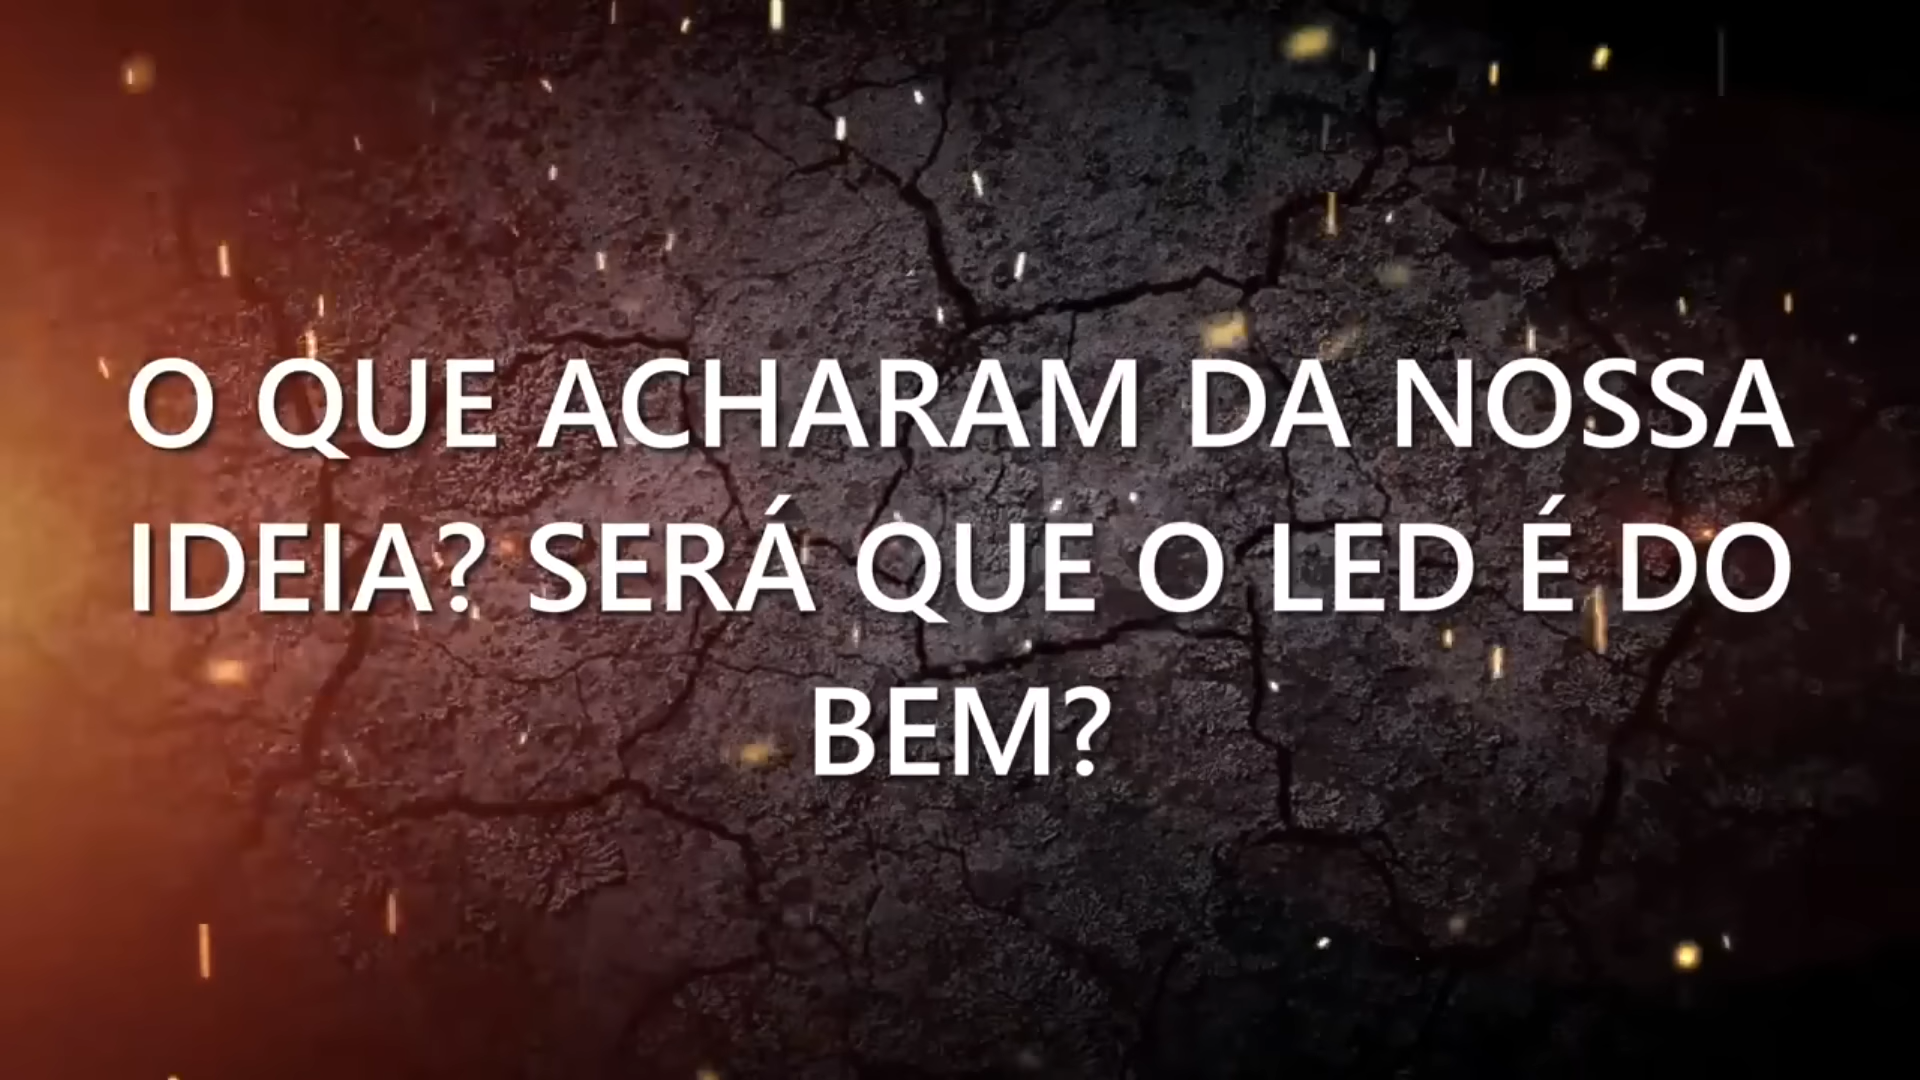 O QUE ACHARAM DA NOSSA
IDEIA? SERÁ QUE O LED É DO
BEM?